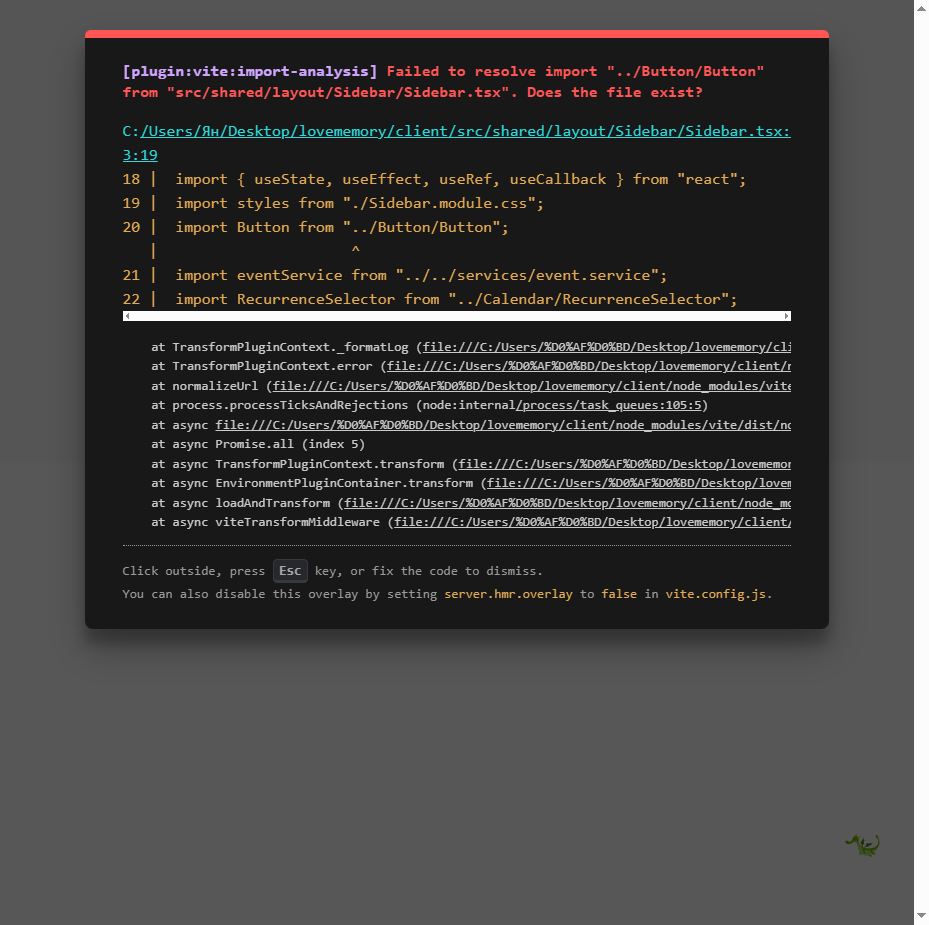 [plugin:vite:import-analysis] Failed to resolve import "../Button/Button"
from "src/shared/layout/Sidebar/Sidebar.tsx". Does the file exist?
C:/Users/Ян/Desktop/lovememory/client/src/shared/layout/Sidebar/Sidebar.tsx:
3:19
18 |  import { useState, useEffect, useRef, useCallback } from "react";
19 |  import styles from "./Sidebar.module.css";
20 |  import Button from "../Button/Button";
   |                      ^
21 |  import eventService from "../../services/event.service";
22 |  import RecurrenceSelector from "../Calendar/RecurrenceSelector";
at TransformPluginContext._formatLog (file:///C:/Users/%D0%AF%D0%BD/Desktop/lovememory/cli
at TransformPluginContext.error (file:///C:/Users/%D0%AF%D0%BD/Desktop/lovememory/client/n
at normalizeUrl (file:///C:/Users/%D0%AF%D0%BD/Desktop/lovememory/client/node_modules/vite
at process.processTicksAndRejections (node:internal/process/task_queues:105:5)
at async file:///C:/Users/%D0%AF%D0%BD/Desktop/lovememory/client/node_modules/vite/dist/no
at async Promise.all (index 5)
at async TransformPluginContext.transform (file:///C:/Users/%D0%AF%D0%BD/Desktop/lovememor
at async EnvironmentPluginContainer.transform (file:///C:/Users/%D0%AF%D0%BD/Desktop/lovem
at async loadAndTransform (file:///C:/Users/%D0%AF%D0%BD/Desktop/lovememory/client/node_mo
at async viteTransformMiddleware (file:///C:/Users/%D0%AF%D0%BD/Desktop/lovememory/client/
Click outside, press Esc key, or fix the code to dismiss.
You can also disable this overlay by setting server.hmr.overlay to false in vite.config.js.